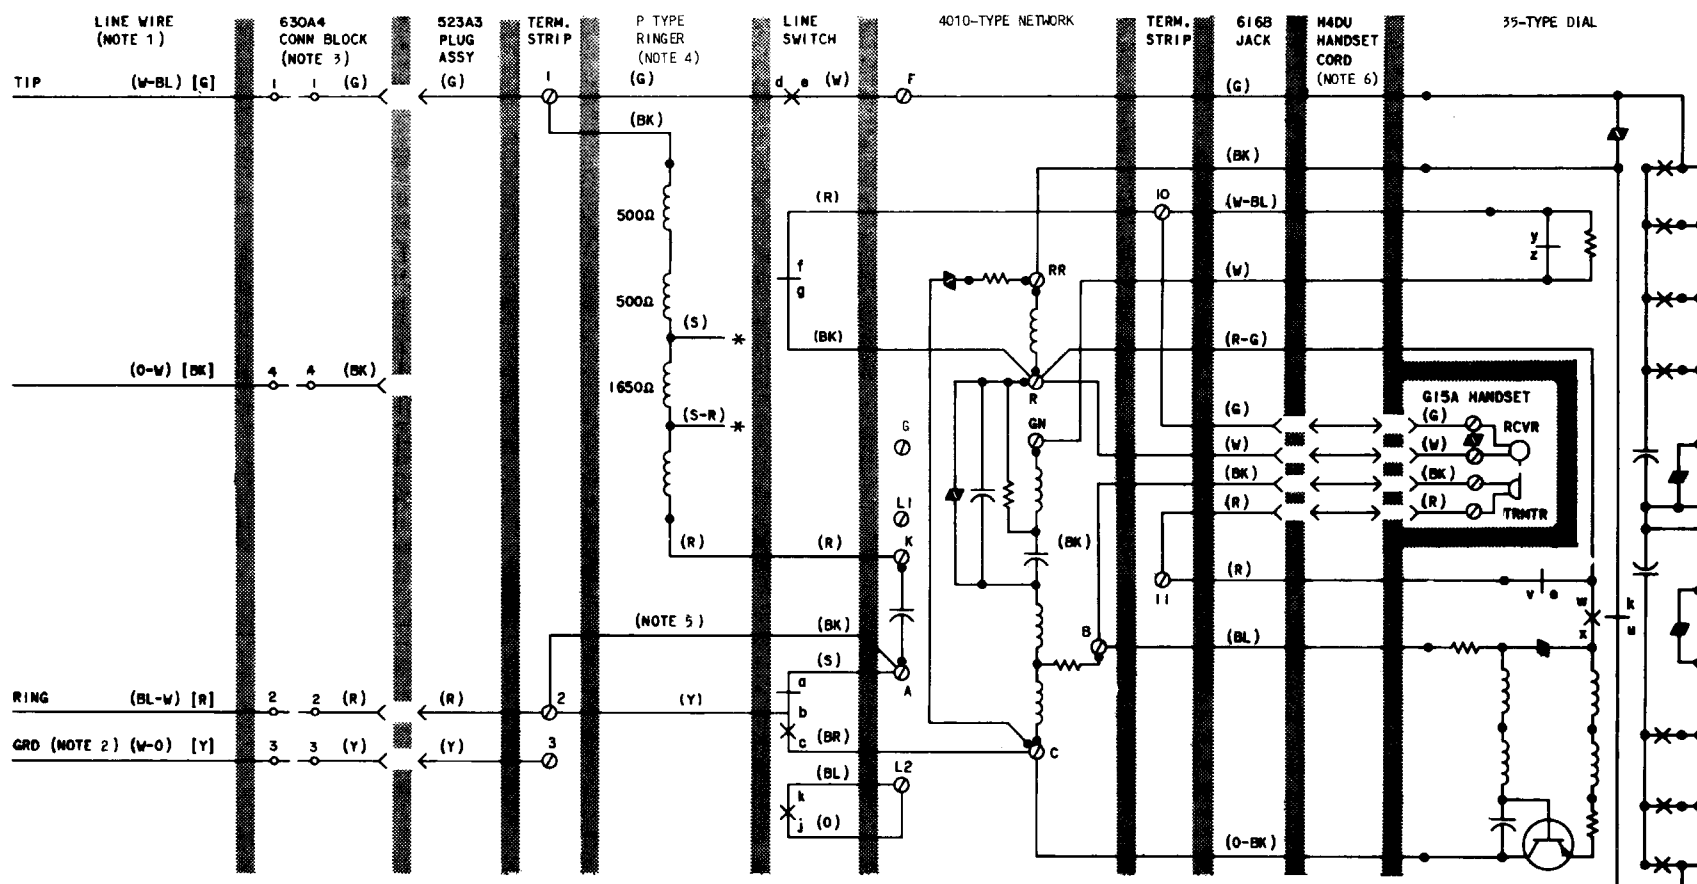 LINE WIRE
(NOTE 1)
630A4
CONN BLOCK
(NOTE 3)
523A3
PLUG
ASSY
TERM.
STRIP
P TYPE
RINGER
(NOTE 4)
LINE
SWITCH
4010-TYPE NETWORK
TERM.
STRIP
616B
JACK
H4DU
HANDSET
CORD
(NOTE 6)
35-TYPE DIAL
TIP (W-BL) [G] 1 1 (G) (G) 1 (G) d e (W) F (G)
(BK)
(BK)
500Ω
(R)
10
(W-BL)
y
z
f
g
RR
(W)
500Ω
(S) *
(BK)
(R-G)
(O-W) [BK] 4 4 (BK)
1650Ω
R
G15A HANDSET
(S-R) *
G
GN
(G) (G) RCVR
(W) (W)
(BK) (BK)
(R) (R) TRMTR
L1
K
(R) (R)
(BK)
11
(R)
v e
w
x
k
u
(NOTE 5) (BK)
B
(BL)
(S)
A
a
b
c
RING (BL-W) [R] 2 2 (R) (R) 2 (Y)
GRD (NOTE 2) (W-O) [Y] 3 3 (Y) (Y) 3
(BR)
C
(BL) L2
k
j (O)
(O-BK)